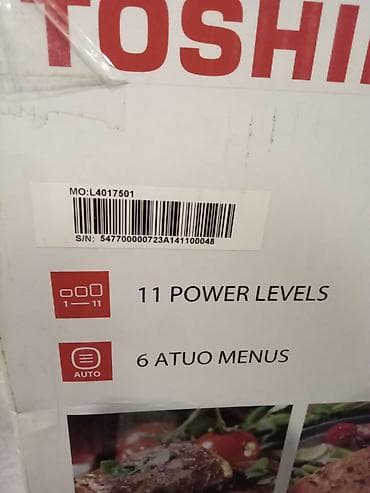 TOSHI
MO:L4017501
S/N: 547700000723A141100048
1—11
11 POWER LEVELS
AUTO
6 ATUO MENUS